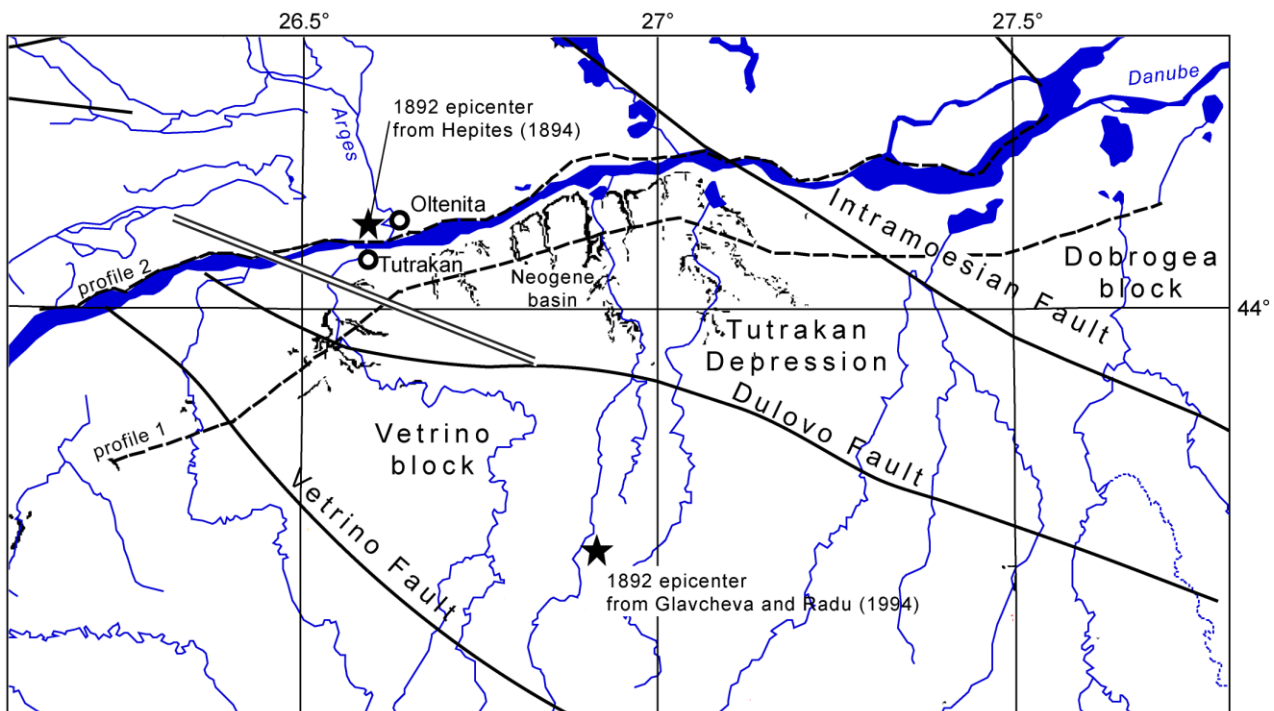 26.5°
27°
27.5°
Danube
1892 epicenter
from Hepites (1894)
Arges
Oltenita
Tutrakan
Intramoesian Fault
Dobrogea
block
profile 2
Neogene
basin
44°
Tutrakan
Depression
Dulovo Fault
profile 1
Vetrino
block
Vetrino Fault
1892 epicenter
from Glavcheva and Radu (1994)